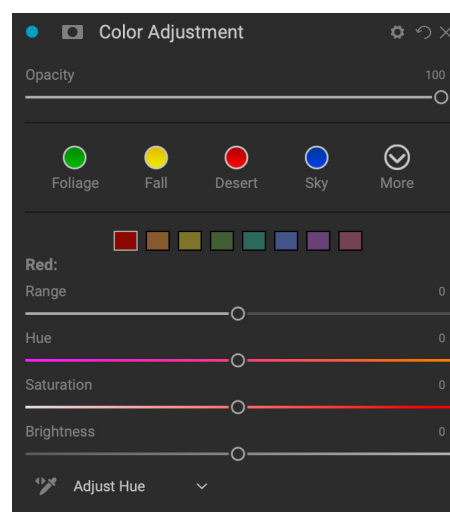 Color Adjustment
Opacity 100
Foliage Fall Desert Sky More
Red:
Range 0
Hue 0
Saturation 0
Brightness 0
Adjust Hue